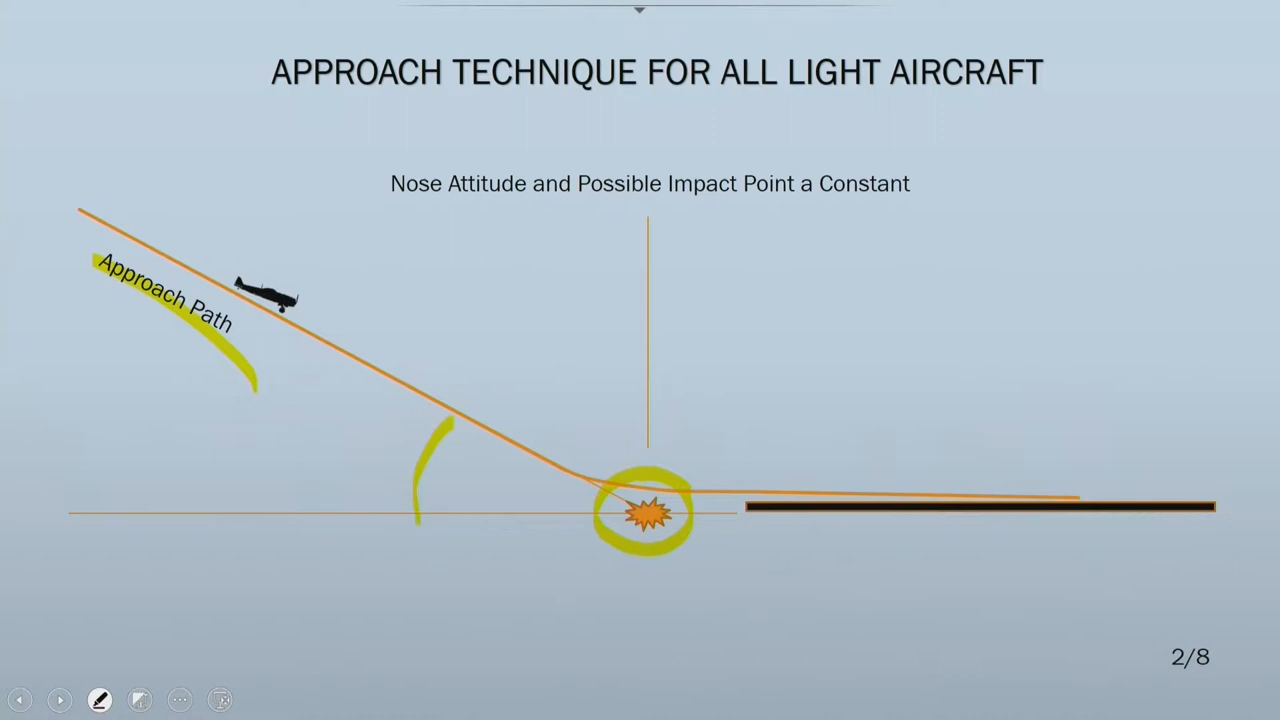 APPROACH TECHNIQUE FOR ALL LIGHT AIRCRAFT
Nose Attitude and Possible Impact Point a Constant
Approach Path
2/8